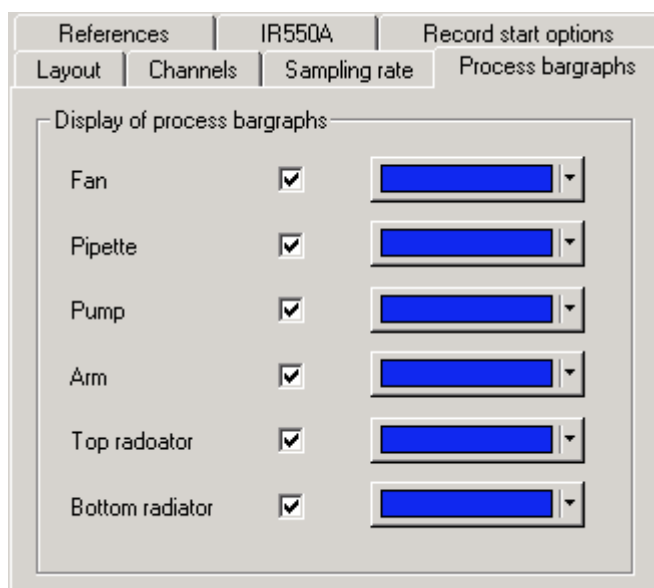 References IR550A Record start options
Layout Channels Sampling rate Process bargraphs
Display of process bargraphs
Fan
Pipette
Pump
Arm
Top radoator
Bottom radiator